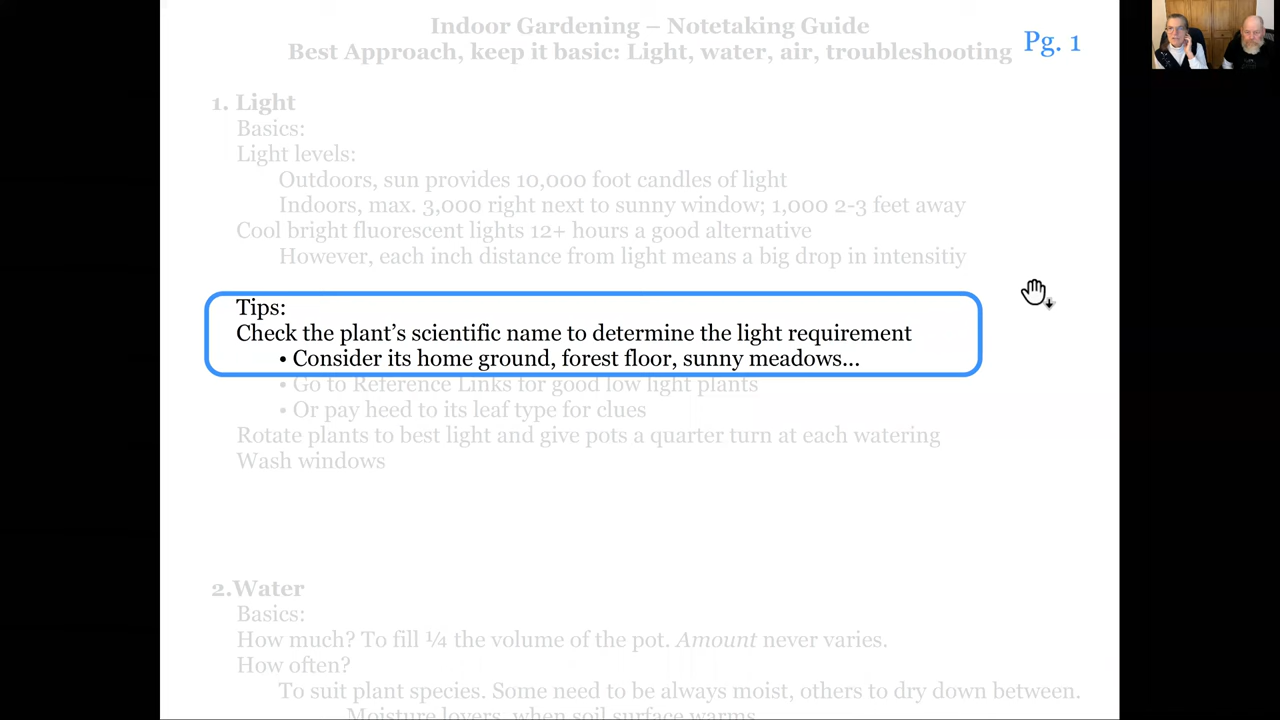 Indoor Gardening – Notetaking Guide
Best Approach, keep it basic: Light, water, air, troubleshooting
Pg. 1
1. Light
Basics:
Light levels:
Outdoors, sun provides 10,000 foot candles of light
Indoors, max. 3,000 right next to sunny window; 1,000 2-3 feet away
Cool bright fluorescent lights 12+ hours a good alternative
However, each inch distance from light means a big drop in intensitiy
Tips:
Check the plant’s scientific name to determine the light requirement
• Consider its home ground, forest floor, sunny meadows...
• Go to Reference Links for good low light plants
• Or pay heed to its leaf type for clues
Rotate plants to best light and give pots a quarter turn at each watering
Wash windows
2.Water
Basics:
How much? To fill ¼ the volume of the pot. Amount never varies.
How often?
To suit plant species. Some need to be always moist, others to dry down between.
Moisture lovers, when soil surface warms